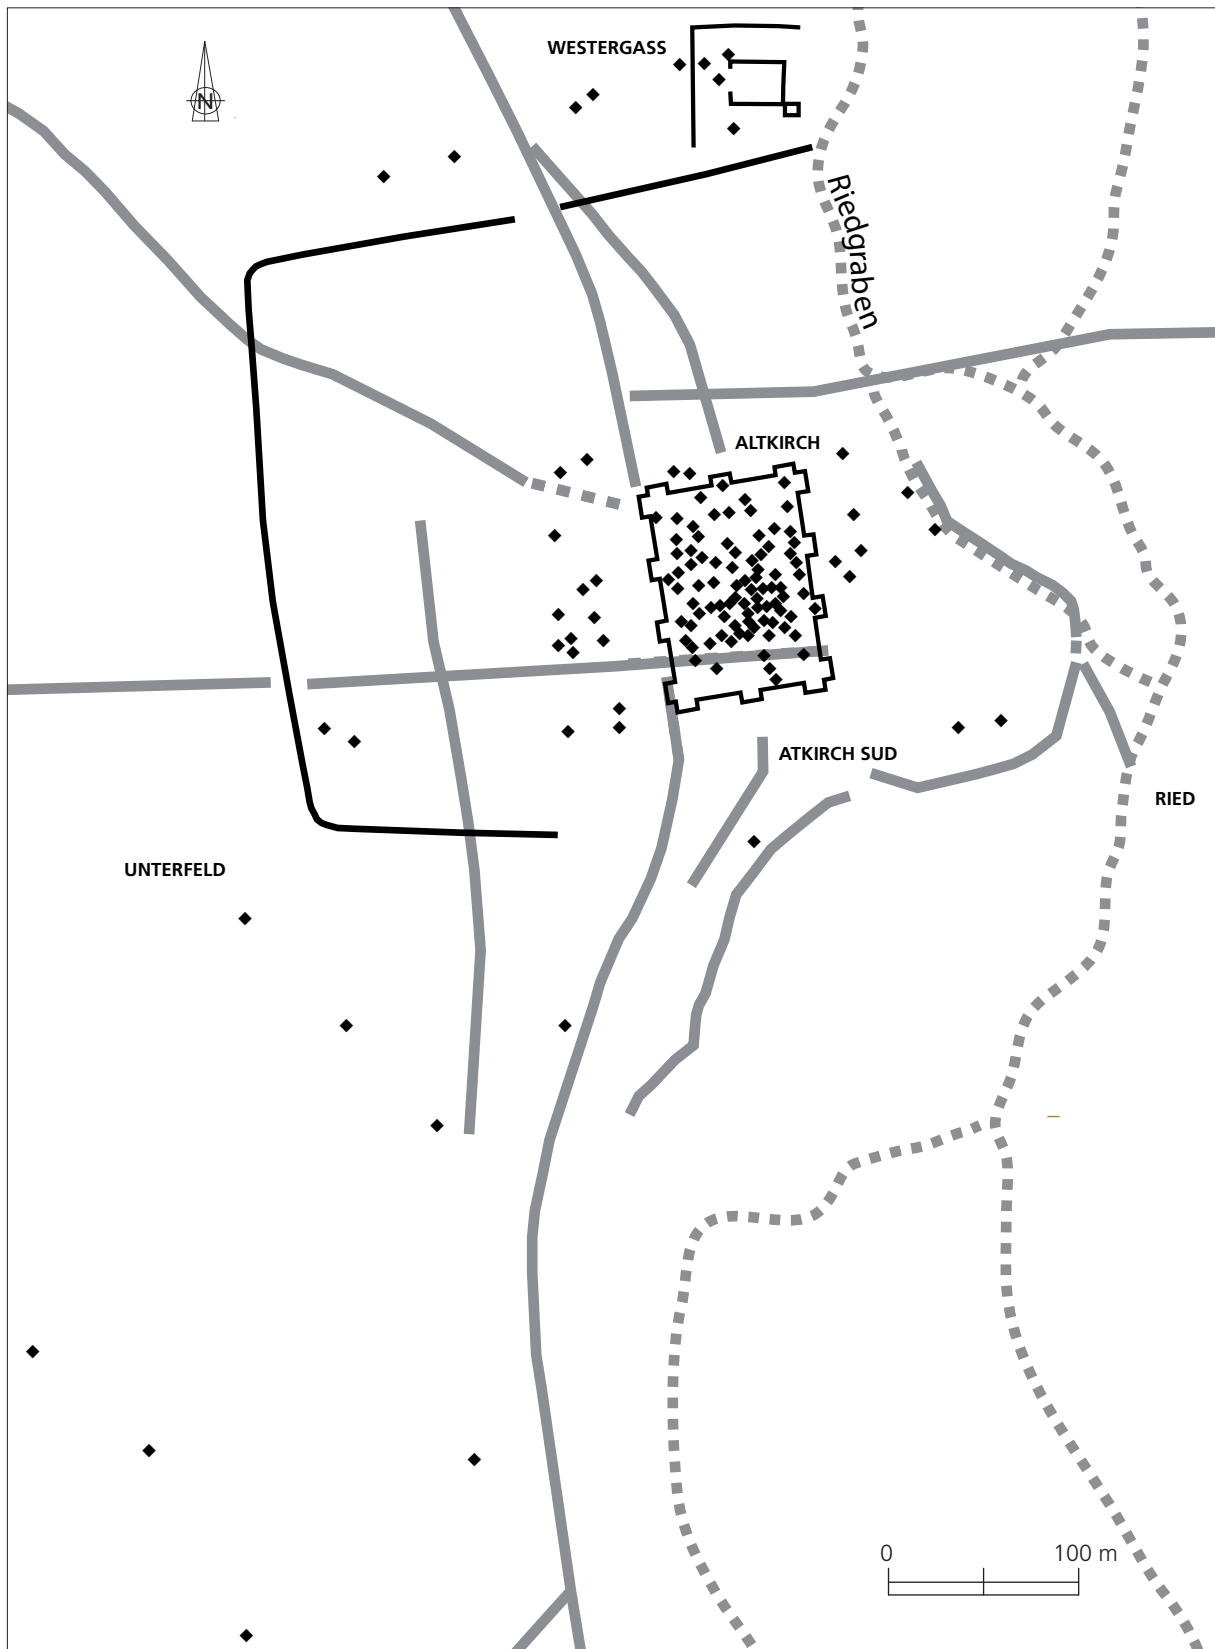 WESTERGASS
N
Riedgraben
ALTKIRCH
ATKIRCH SUD
RIED
UNTERFELD
0 100 m